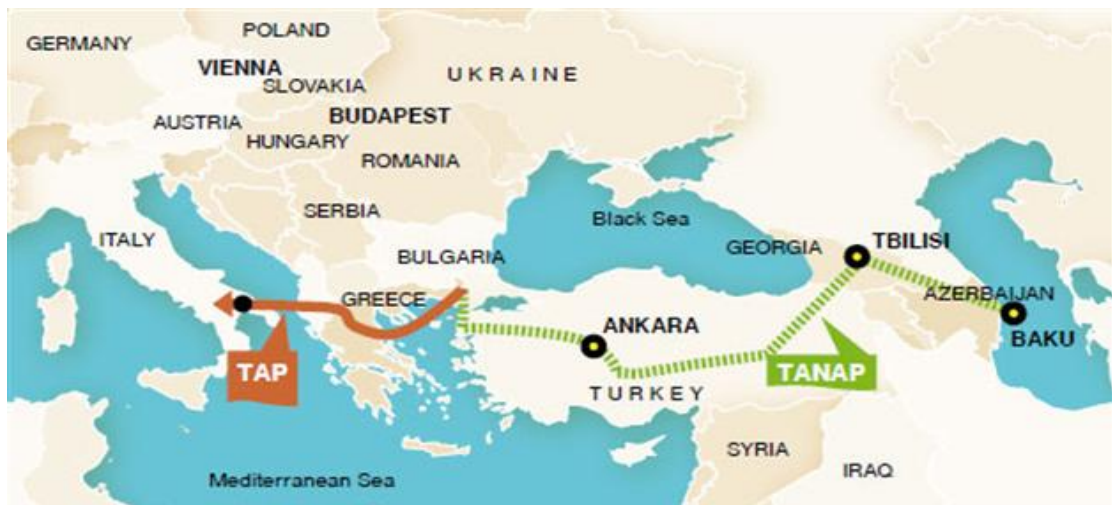 POLAND
GERMANY
VIENNA
UKRAINE
SLOVAKIA
BUDAPEST
AUSTRIA
HUNGARY
ROMANIA
SERBIA
Black Sea
ITALY
GEORGIA
TBILISI
BULGARIA
AZERBAIJAN
GREECE
ANKARA
BAKU
TAP
TANAP
TURKEY
SYRIA
IRAQ
Mediterranean Sea